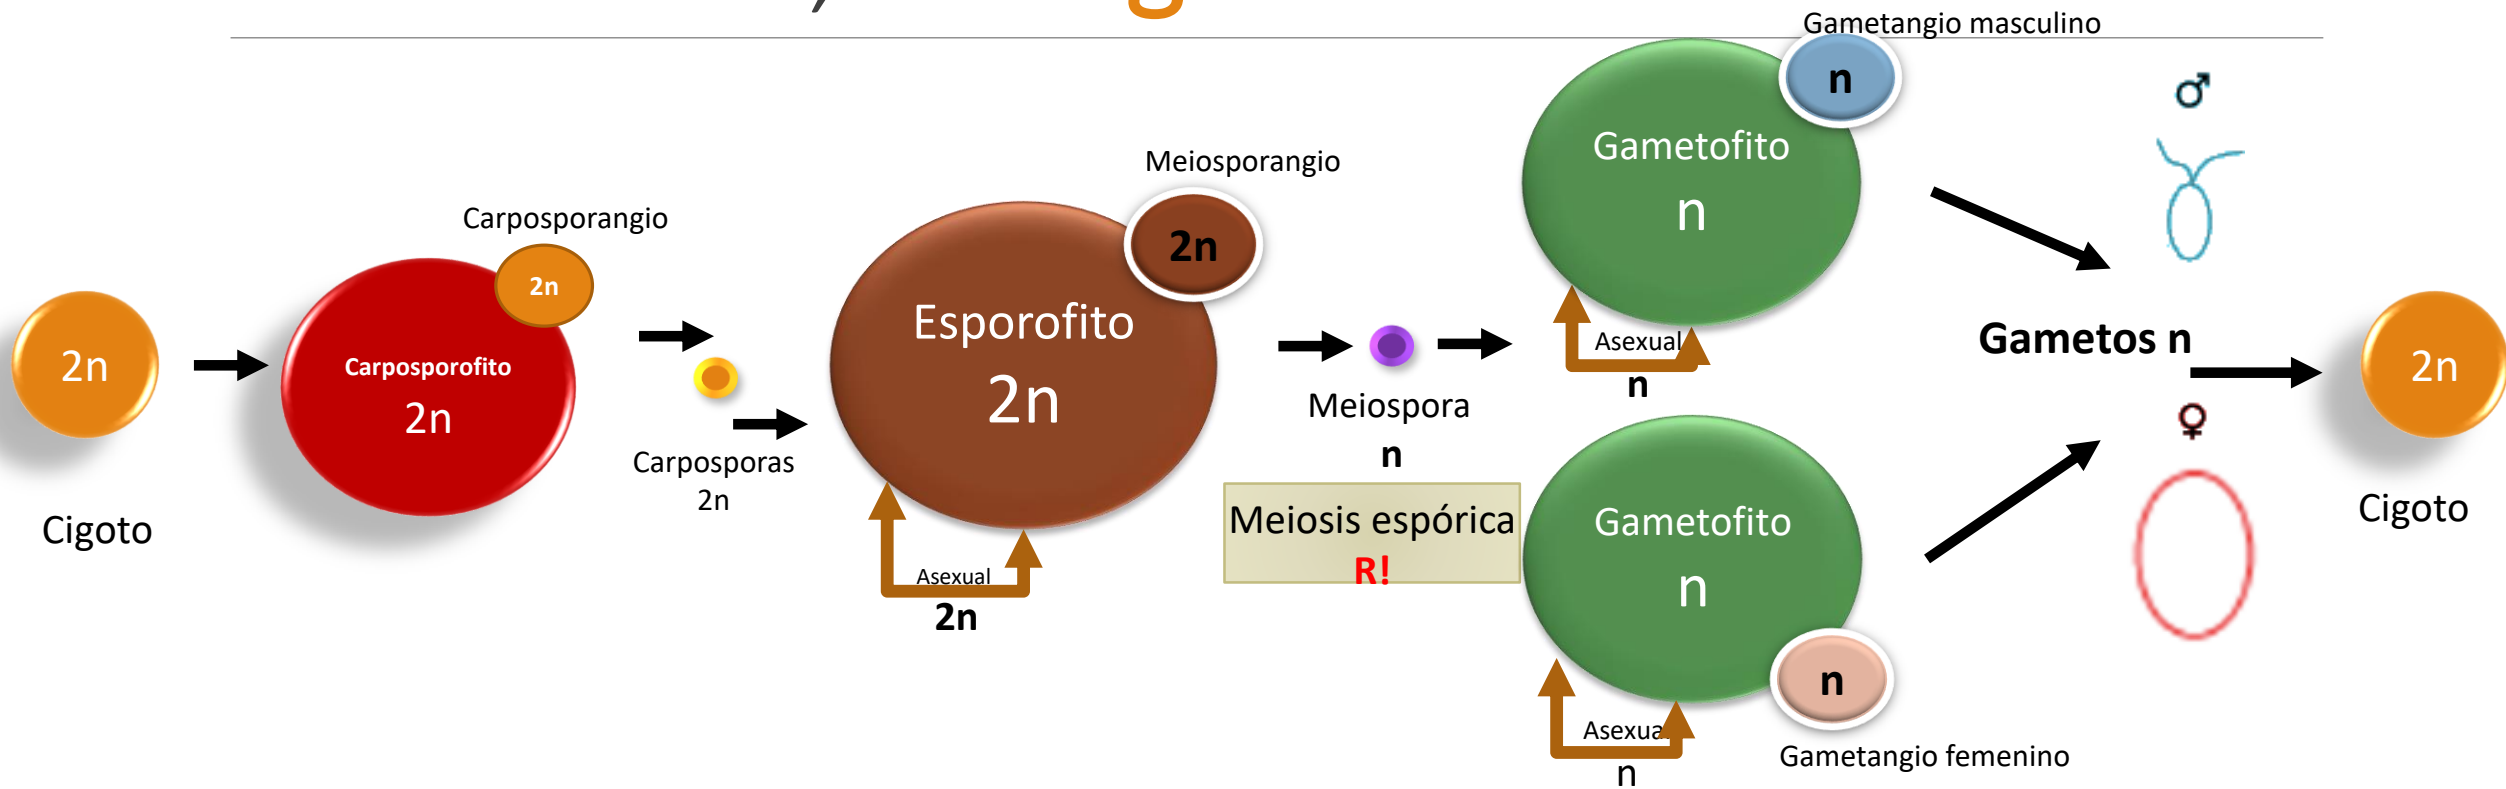 Gametangio masculino
n
♂
Gametofito
n
Meiosporangio
Carposporangio
2n
2n
Esporofito
2n
Asexual
n
Gametos n
2n
Carposporofito
2n
2n
Meiospora
n
Carposporas
2n
♀
Cigoto
Cigoto
Meiosis espórica
R!
Gametofito
n
Asexual
2n
n
Asexua
n
Gametangio femenino